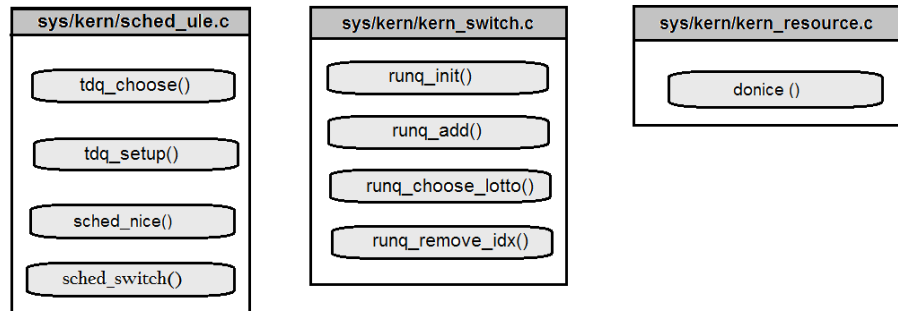 sys/kern/sched_ule.c
tdq_choose()
tdq_setup()
sched_nice()
sched_switch()
sys/kern/kern_switch.c
runq_init()
runq_add()
runq_choose_lotto()
runq_remove_idx()
sys/kern/kern_resource.c
donice ()